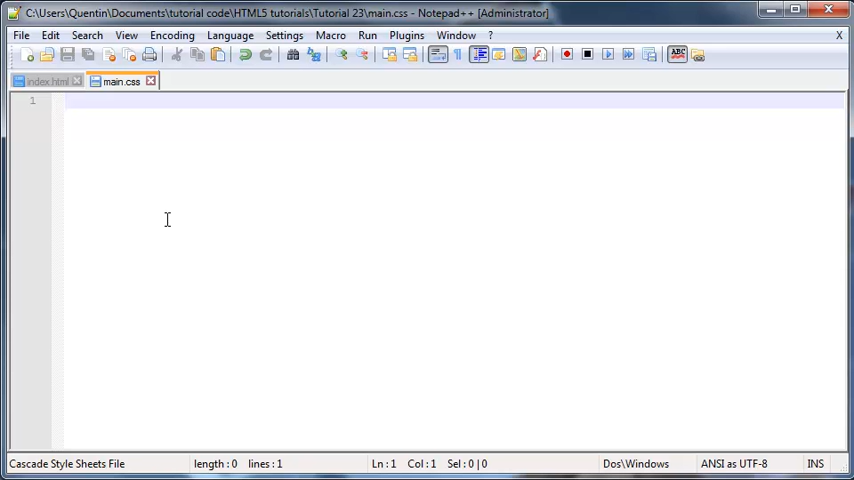 C:\Users\Quentin\Documents\tutorial code\HTML5 tutorials\Tutorial 23\main.css - Notepad++ [Administrator]
File Edit Search View Encoding Language Settings Macro Run Plugins Window ? X
ABC
index.html main.css
1
Cascade Style Sheets File length : 0 lines : 1 Ln : 1 Col : 1 Sel : 0 | 0 Dos\Windows ANSI as UTF-8 INS